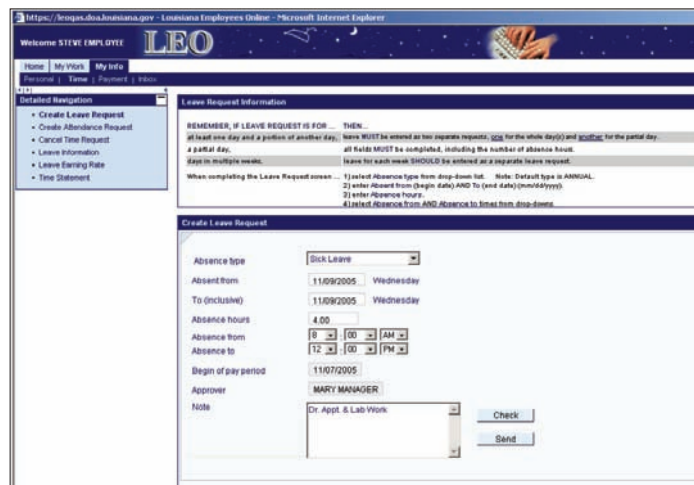 https://leoqas.doa.louisiana.gov - Louisiana Employees Online - Microsoft Internet Explorer
Welcome STEVE EMPLOYEE
LEO
Home | My Work | My Info
Personal | Time | Payment | Inbox
Detailed Navigation
• Create Leave Request
• Create Attendance Request
• Cancel Time Request
• Leave Information
• Leave Earning Rate
• Time Statement
Leave Request Information
REMEMBER, IF LEAVE REQUEST IS FOR ... THEN...
at least one day and a portion of another day, leave MUST be entered as two separate requests, one for the whole day(s) and another for the partial day.
a partial day, all fields MUST be completed, including the number of absence hours.
days in multiple weeks, leave for each week SHOULD be entered as a separate leave request.
When completing the Leave Request screen ... 1) select Absence type from drop-down list. Note: Default type is ANNUAL.
2) enter Absent from (begin date) AND To (end date) (mm/dd/yyyy).
3) enter Absence hours.
4) select Absence from AND Absence to times from drop-downs.
Create Leave Request
Absence type Sick Leave
Absent from 11/09/2005 Wednesday
To (inclusive) 11/09/2005 Wednesday
Absence hours 4.00
Absence from 8 : 00 AM
Absence to 12 : 00 PM
Begin of pay period 11/07/2005
Approver MARY MANAGER
Note Dr. Appt. & Lab Work
Check
Send